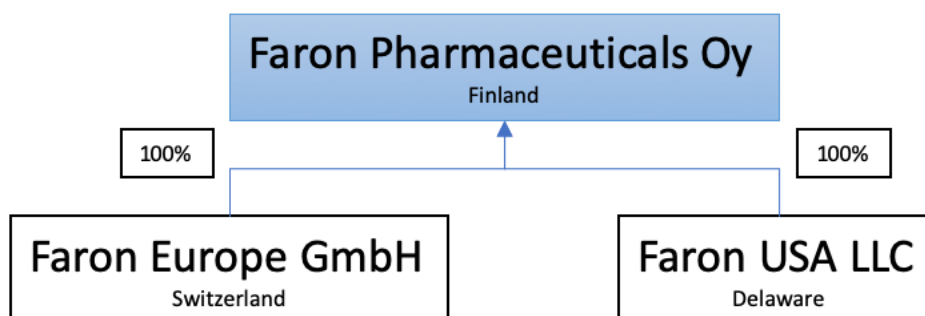 Faron Pharmaceuticals Oy
Finland
100%
100%
Faron Europe GmbH
Switzerland
Faron USA LLC
Delaware